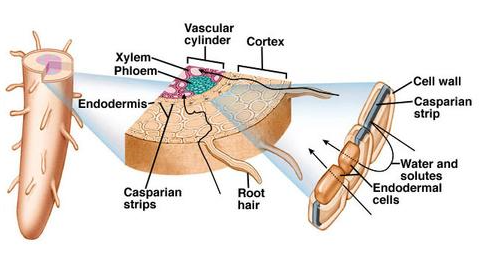 Vascular
cylinder
Cortex
Xylem
Phloem
Endodermis
Casparian
strips
Root
hair
Cell wall
Casparian
strip
Water and
solutes
Endodermal
cells